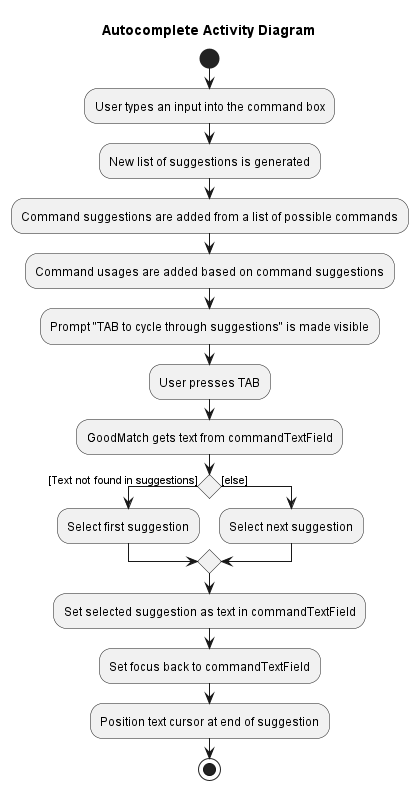 Autocomplete Activity Diagram
User types an input into the command box
New list of suggestions is generated
Command suggestions are added from a list of possible commands
Command usages are added based on command suggestions
Prompt "TAB to cycle through suggestions" is made visible
User presses TAB
GoodMatch gets text from commandTextField
[Text not found in suggestions]
[else]
Select first suggestion
Select next suggestion
Set selected suggestion as text in commandTextField
Set focus back to commandTextField
Position text cursor at end of suggestion